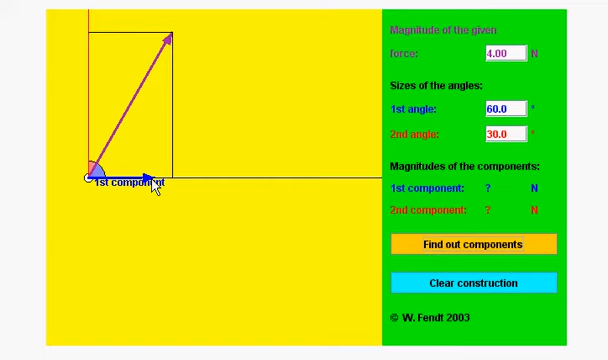 Magnitude of the given
force: 4.00 N
Sizes of the angles:
1st angle: 60.0 °
2nd angle: 30.0 °
Magnitudes of the components:
1st component: ? N
2nd component: ? N
Find out components
Clear construction
© W. Fendt 2003
1st component